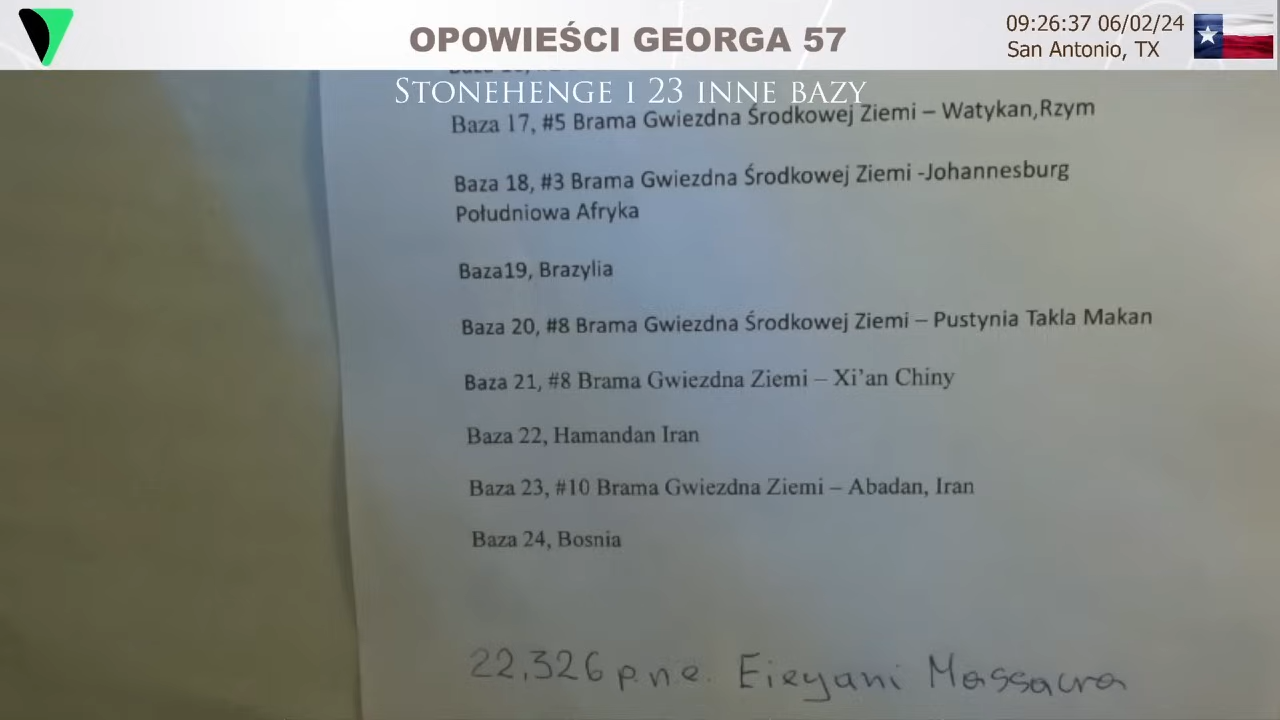 OPOWIEŚCI GEORGA 57
09:26:37 06/02/24
San Antonio, TX
Stonehenge i 23 inne bazy
Baza 17, #5 Brama Gwiezdna Środkowej Ziemi – Watykan,Rzym
Baza 18, #3 Brama Gwiezdna Środkowej Ziemi -Johannesburg
Południowa Afryka
Baza19, Brazylia
Baza 20, #8 Brama Gwiezdna Środkowej Ziemi – Pustynia Takla Makan
Baza 21, #8 Brama Gwiezdna Ziemi – Xi’an Chiny
Baza 22, Hamandan Iran
Baza 23, #10 Brama Gwiezdna Ziemi – Abadan, Iran
Baza 24, Bosnia
22,326 p.n.e. Eieyani Massacra